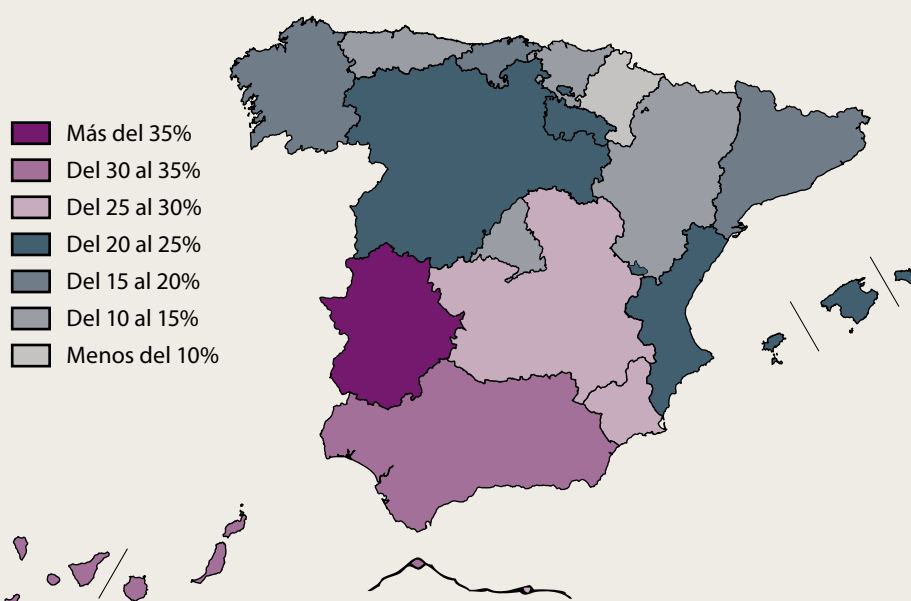 Más del 35%
Del 30 al 35%
Del 25 al 30%
Del 20 al 25%
Del 15 al 20%
Del 10 al 15%
Menos del 10%